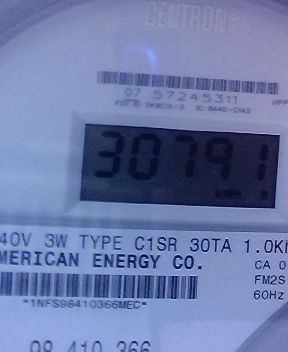 CENTRON®
07 57245311
30791
kWh
40V 3W TYPE C1SR 30TA 1.0K
MERICAN ENERGY CO.
CA 0
FM2S
60Hz
*1NFS98410366MEC*
98 410 366